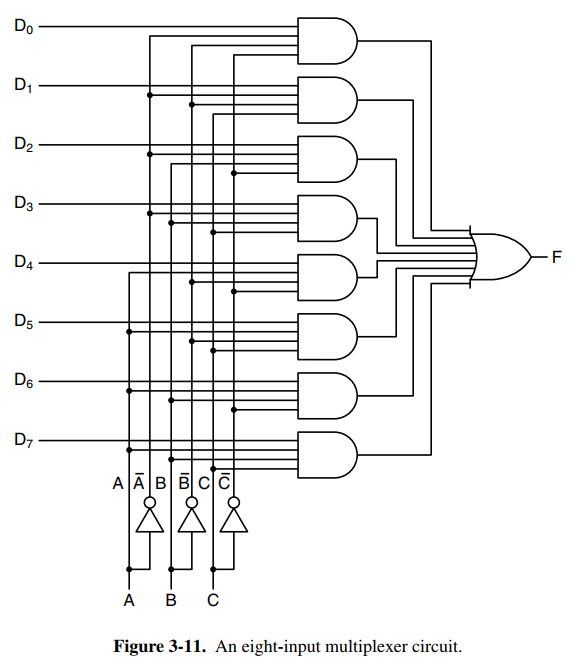 D0
D1
D2
D3
D4
D5
D6
D7
F
A A̅ B B̅ C C̅
A B C
Figure 3-11. An eight-input multiplexer circuit.